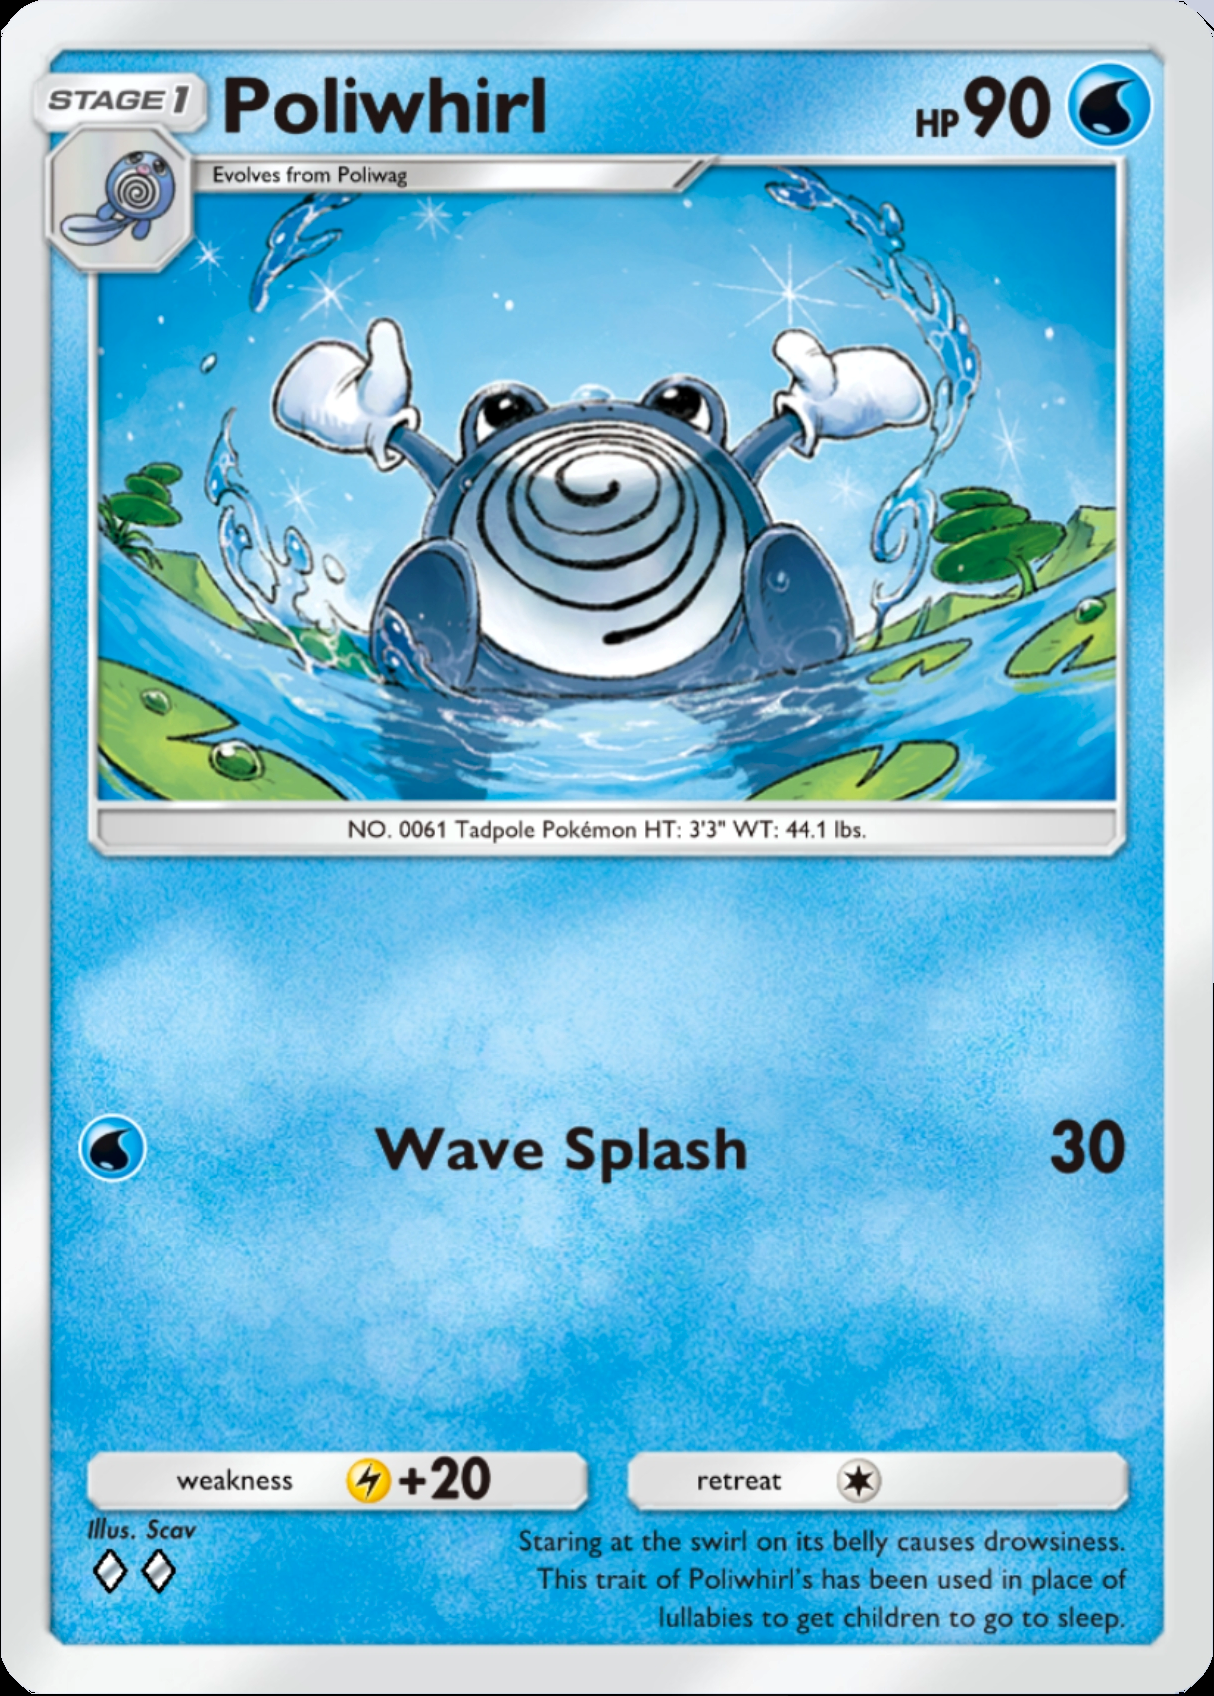 STAGE 1
Poliwhirl
HP 90
Evolves from Poliwag
NO. 0061 Tadpole Pokémon HT: 3'3" WT: 44.1 lbs.
Wave Splash 30
weakness +20
retreat
Illus. Scav
Staring at the swirl on its belly causes drowsiness.
This trait of Poliwhirl's has been used in place of
lullabies to get children to go to sleep.